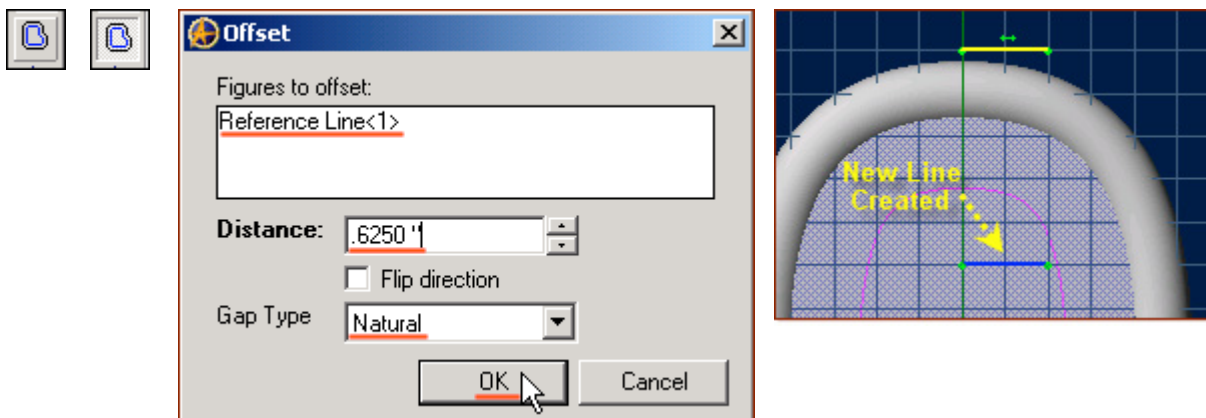 Offset
Figures to offset:
Reference Line<1>
Distance: .6250 "
Flip direction
Gap Type Natural
OK Cancel
New Line
Created